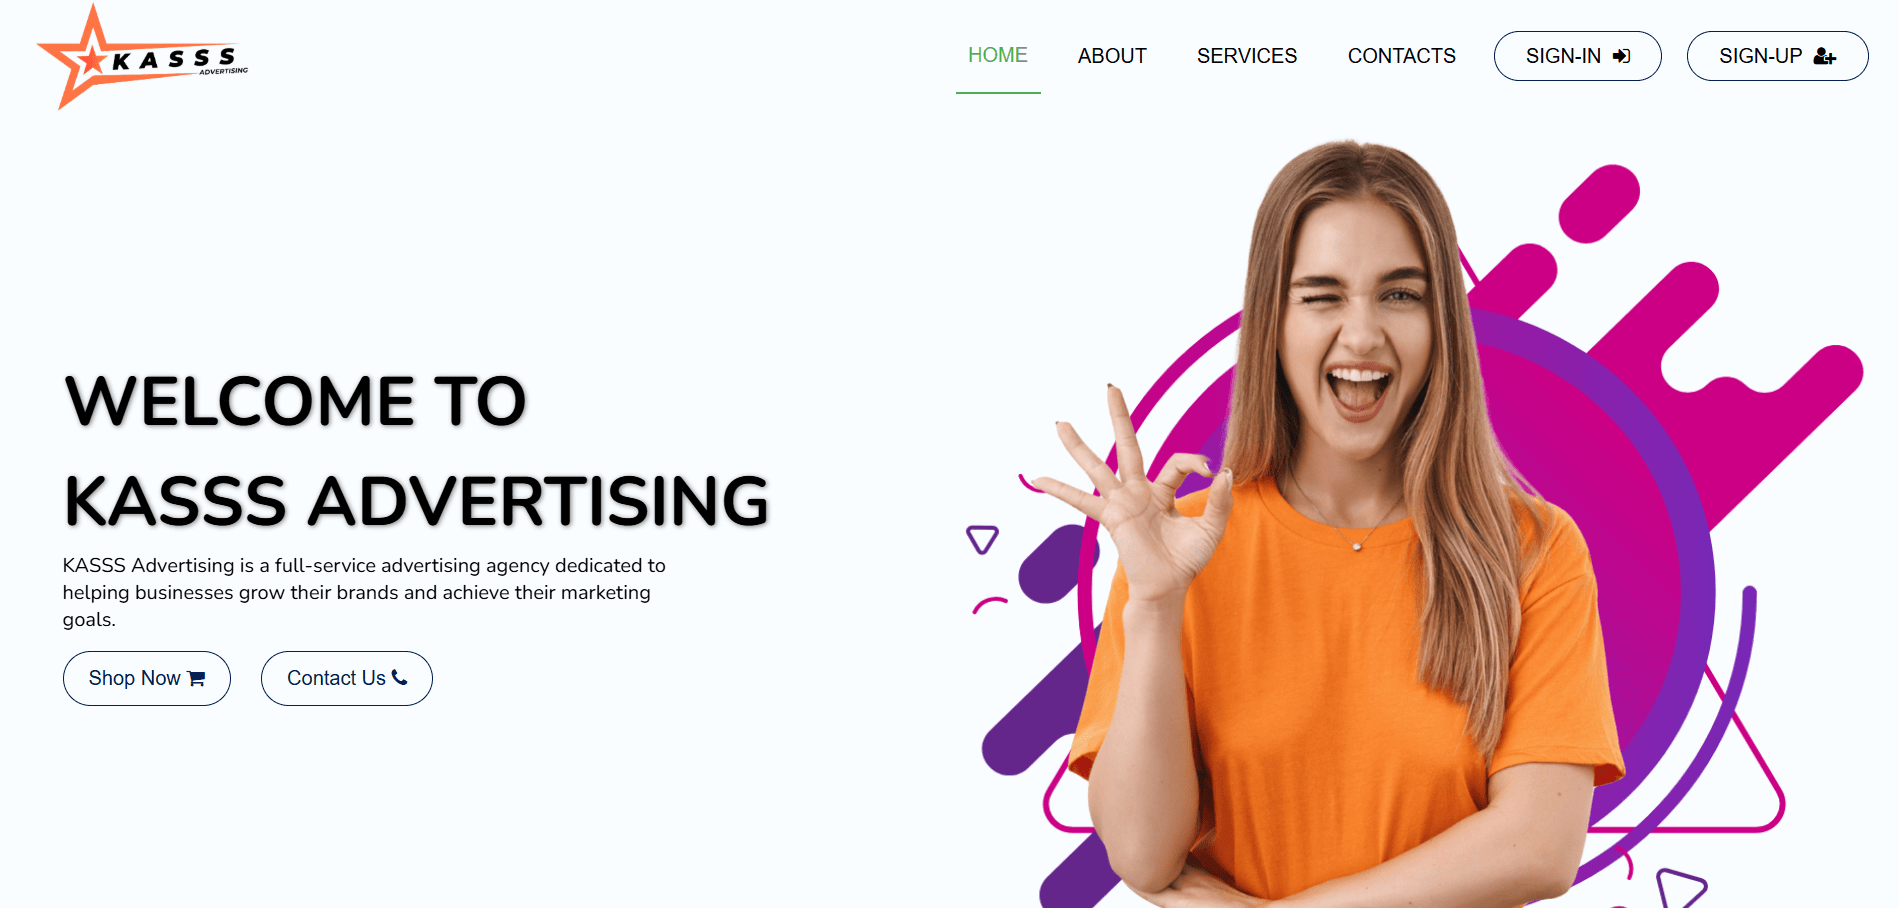 KASSS
ADVERTISING
HOME
ABOUT
SERVICES
CONTACTS
SIGN-IN
SIGN-UP
WELCOME TO
KASSS ADVERTISING
KASSS Advertising is a full-service advertising agency dedicated to
helping businesses grow their brands and achieve their marketing
goals.
Shop Now
Contact Us